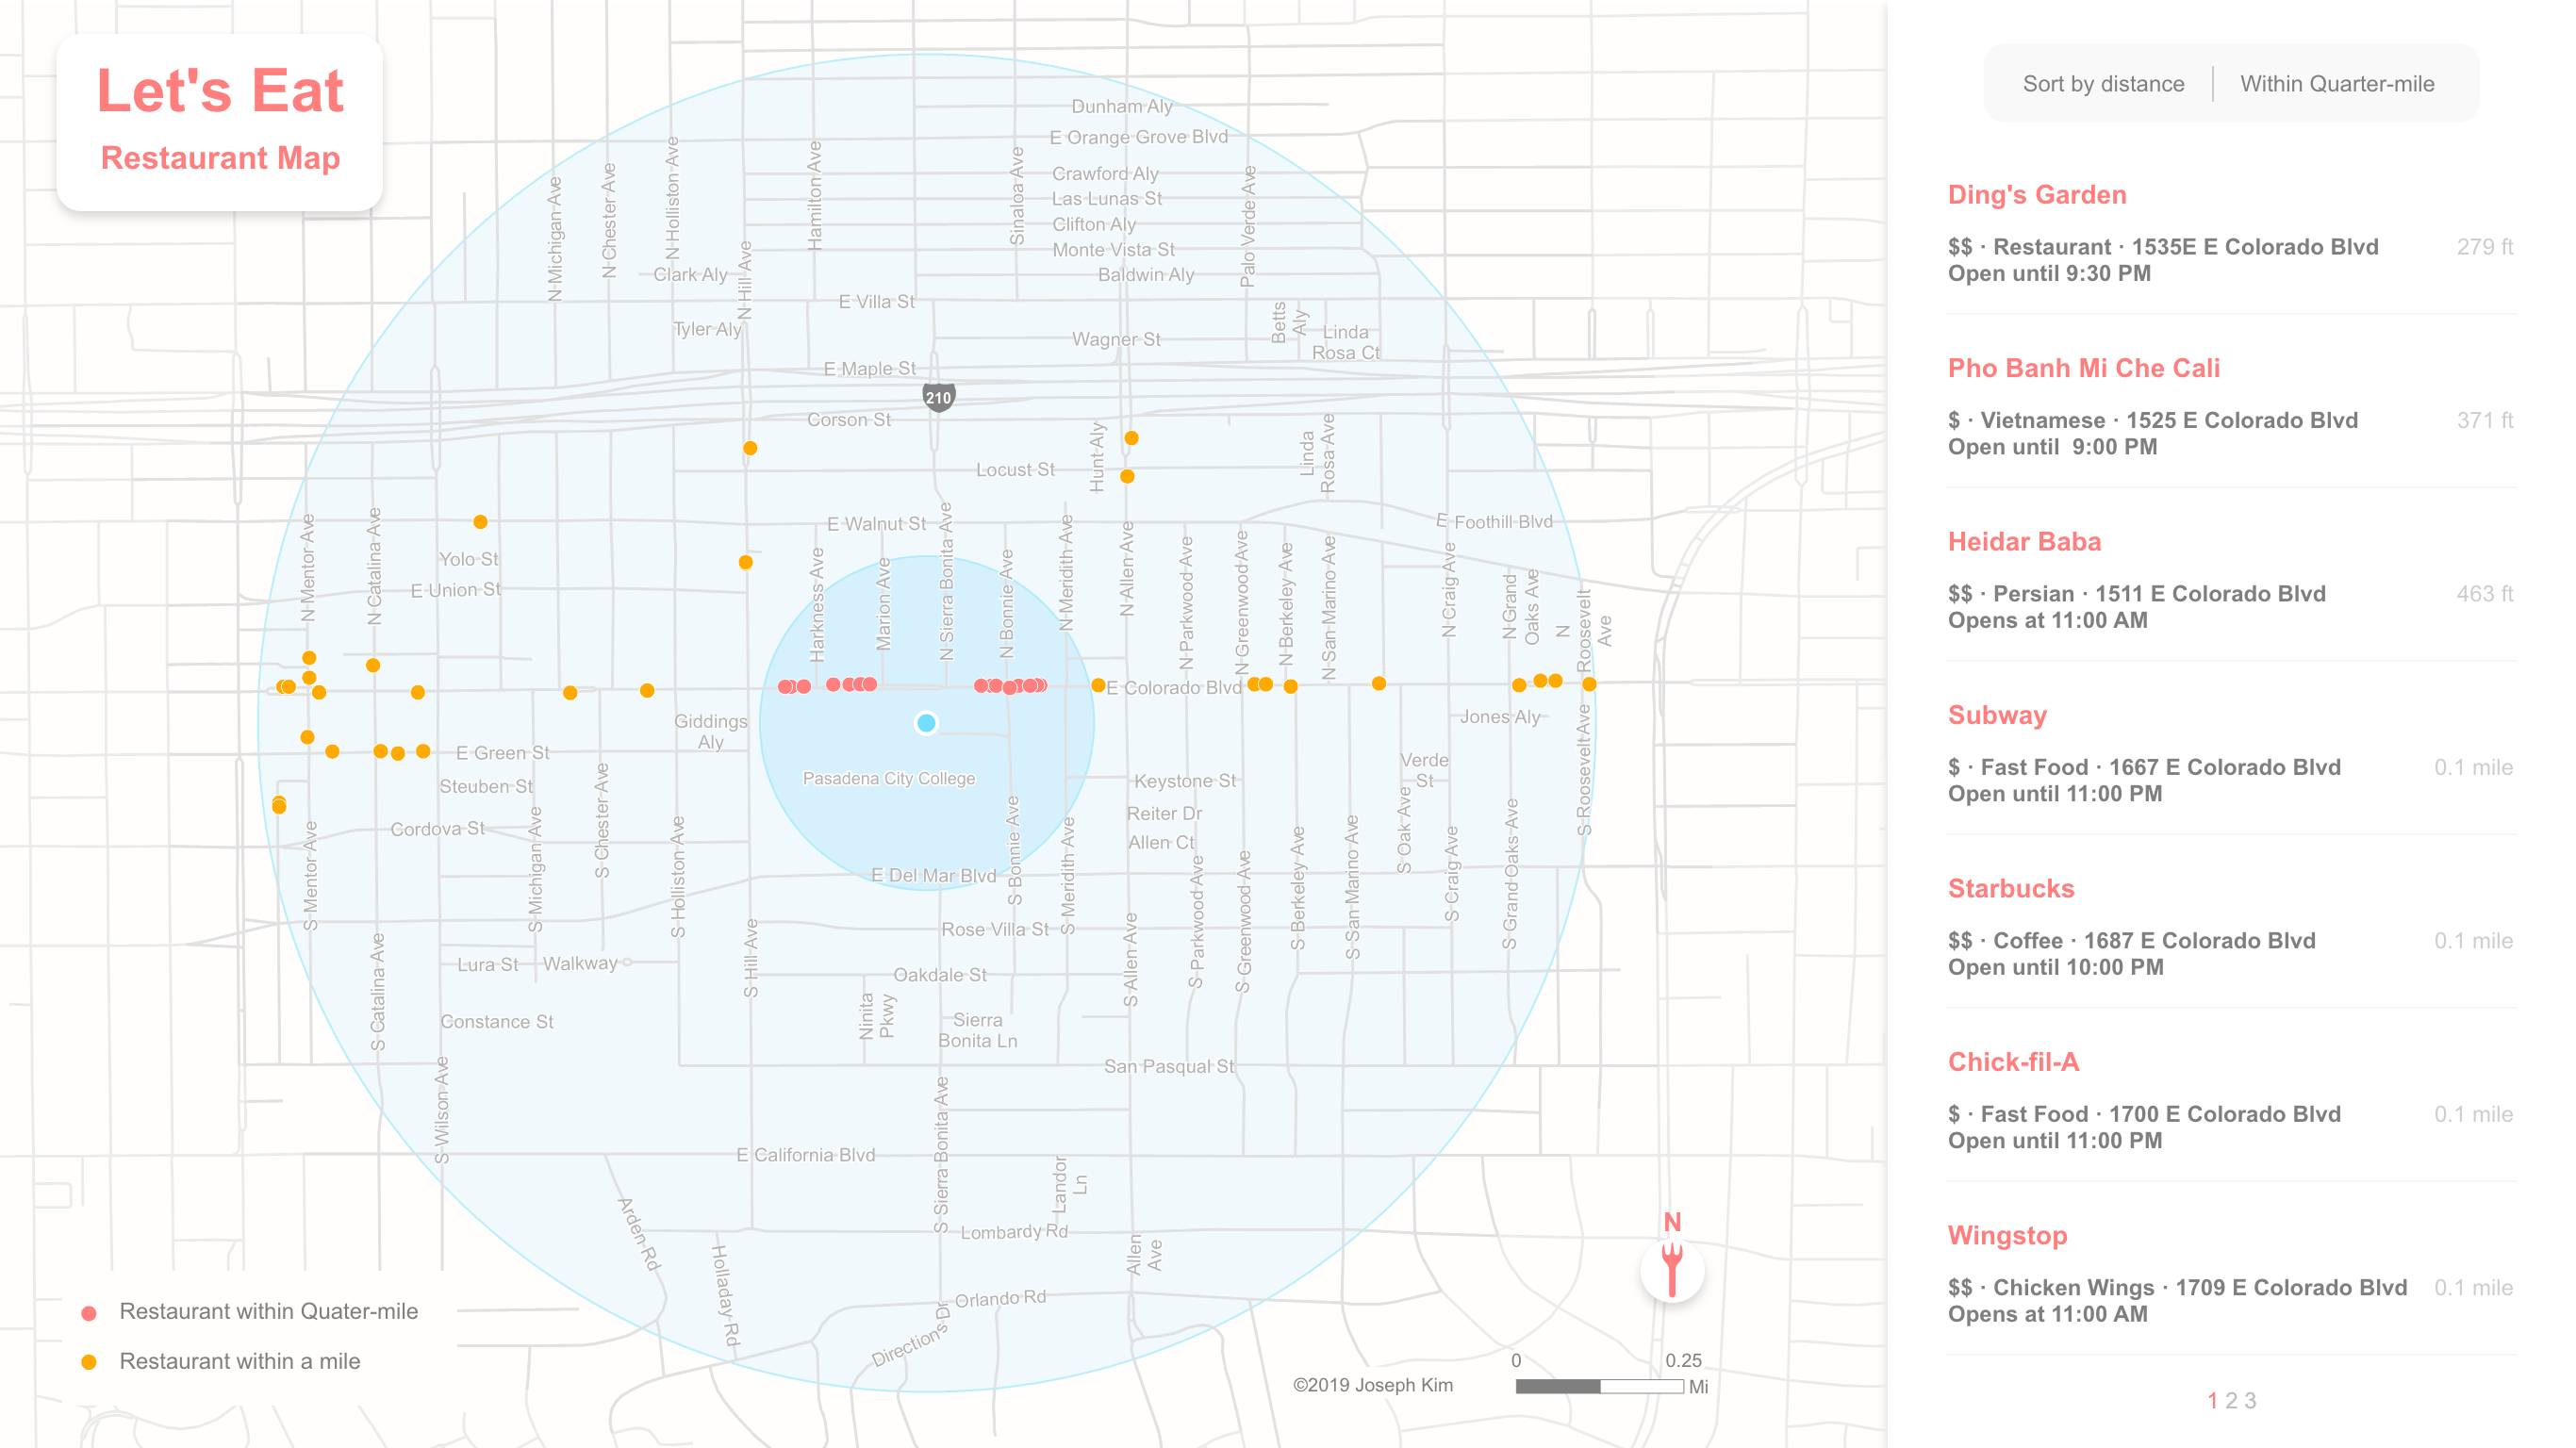 Let's Eat
Restaurant Map
Dunham Aly
E Orange Grove Blvd
Crawford Aly
Las Lunas St
Clifton Aly
Monte Vista St
Baldwin Aly
N Michigan Ave
N Chester Ave
N Holliston Ave
N Hill Ave
Hamilton Ave
Sinaloa Ave
Palo Verde Ave
Clark Aly
E Villa St
Tyler Aly
Wagner St
Betts
Aly
Linda
Rosa Ct
E Maple St
210
Corson St
Locust St
Hunt Aly
Linda
Rosa Ave
E Walnut St
E Foothill Blvd
N Mentor Ave
N Catalina Ave
Yolo St
E Union St
Harkness Ave
Marion Ave
N Sierra Bonita Ave
N Bonnie Ave
N Meridith Ave
N Allen Ave
N Parkwood Ave
N Greenwood Ave
N Berkeley Ave
N San Marino Ave
N Craig Ave
N Grand
Oaks Ave
N
Roosevelt
Ave
E Colorado Blvd
Giddings
Aly
Jones Aly
E Green St
Steuben St
Pasadena City College
Keystone St
Verde
St
Reiter Dr
Allen Ct
Cordova St
S Mentor Ave
S Catalina Ave
S Michigan Ave
S Chester Ave
S Holliston Ave
S Hill Ave
E Del Mar Blvd
S Bonnie Ave
S Meridith Ave
S Allen Ave
S Parkwood Ave
S Greenwood Ave
S Berkeley Ave
S San Marino Ave
S Oak Ave
S Craig Ave
S Grand Oaks Ave
S Roosevelt Ave
Rose Villa St
Lura St
Walkway
Oakdale St
Constance St
Ninita
Pkwy
Sierra
Bonita Ln
San Pasqual St
S Wilson Ave
S Sierra Bonita Ave
E California Blvd
Landor
Ln
Arden Rd
Holladay Rd
Lombardy Rd
Allen
Ave
Orlando Rd
Directions Dr
N
Restaurant within Quater-mile
Restaurant within a mile
©2019 Joseph Kim
0
0.25
Mi
Sort by distance
Within Quarter-mile
Ding's Garden
$$ · Restaurant · 1535E E Colorado Blvd 279 ft
Open until 9:30 PM
Pho Banh Mi Che Cali
$ · Vietnamese · 1525 E Colorado Blvd 371 ft
Open until  9:00 PM
Heidar Baba
$$ · Persian · 1511 E Colorado Blvd 463 ft
Opens at 11:00 AM
Subway
$ · Fast Food · 1667 E Colorado Blvd 0.1 mile
Open until 11:00 PM
Starbucks
$$ · Coffee · 1687 E Colorado Blvd 0.1 mile
Open until 10:00 PM
Chick-fil-A
$ · Fast Food · 1700 E Colorado Blvd 0.1 mile
Open until 11:00 PM
Wingstop
$$ · Chicken Wings · 1709 E Colorado Blvd 0.1 mile
Opens at 11:00 AM
1 2 3